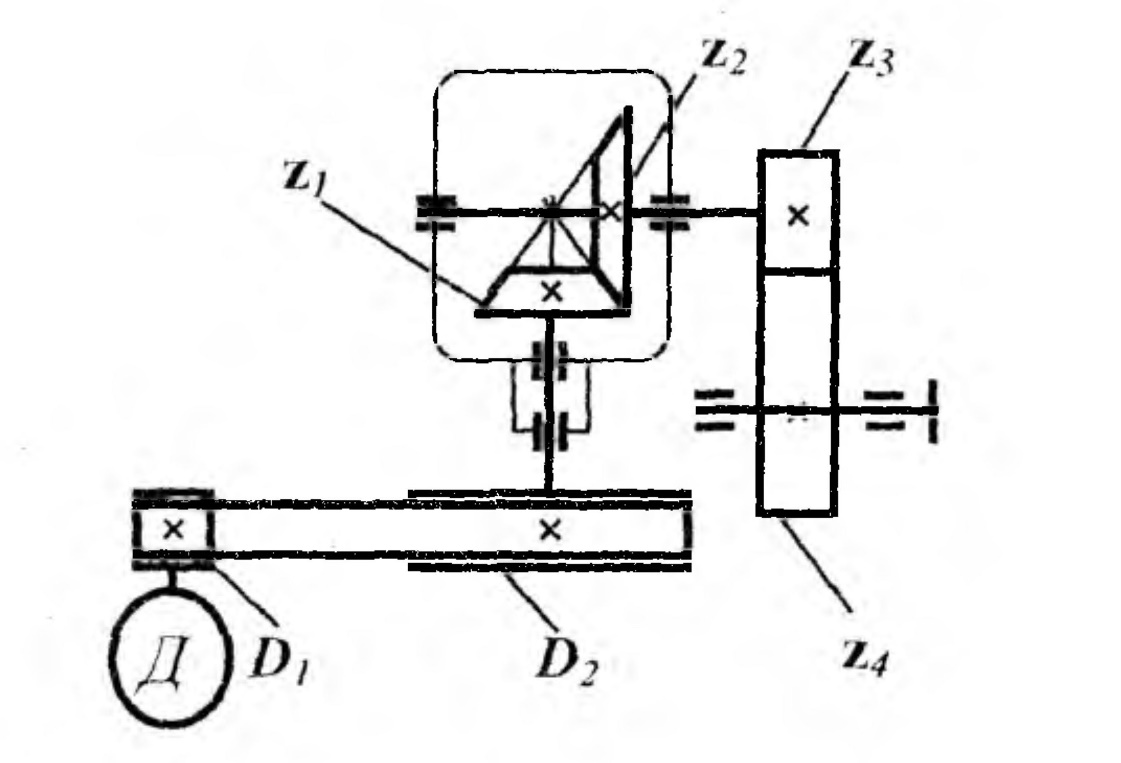 z₂ z₃
z₁
Д D₁ D₂ z₄